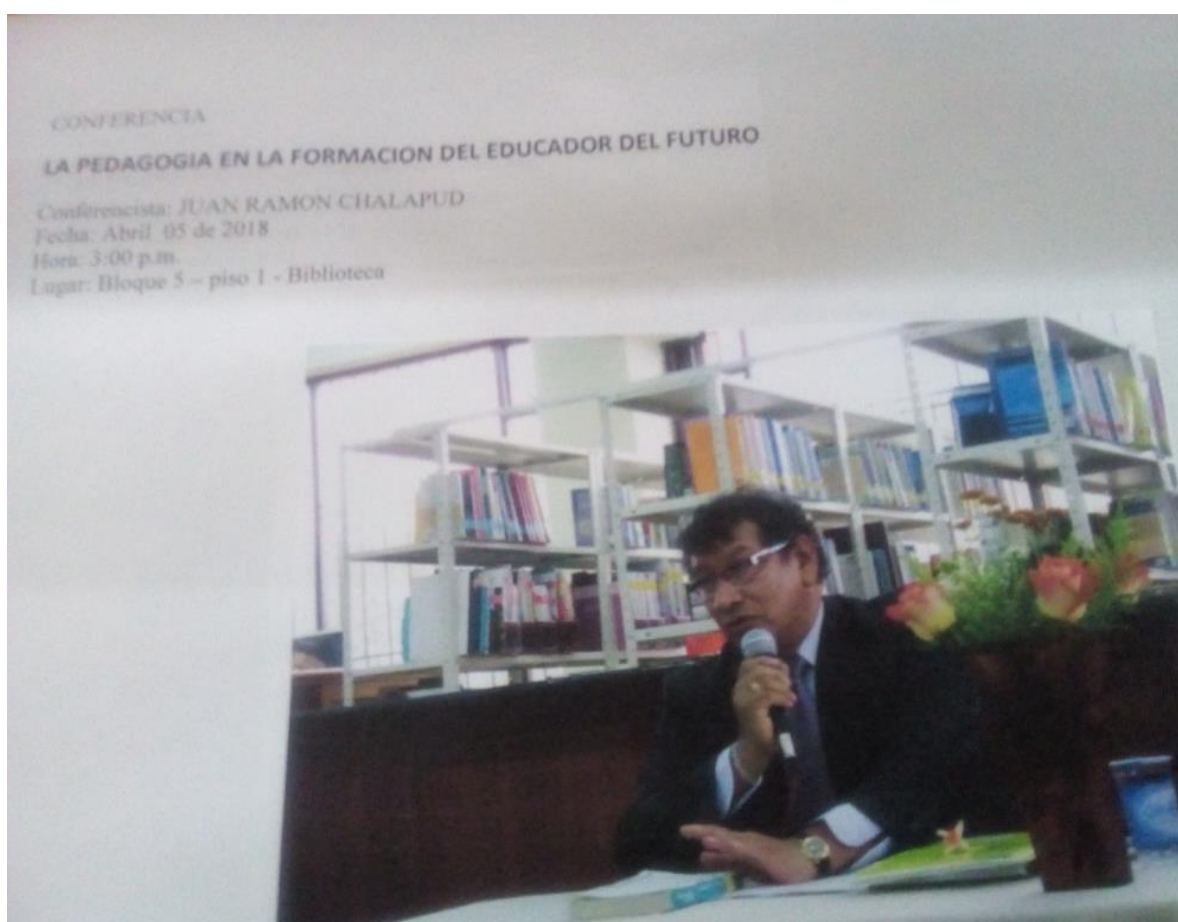 CONFERENCIA
LA PEDAGOGIA EN LA FORMACION DEL EDUCADOR DEL FUTURO
Conferencista: JUAN RAMON CHALAPUD
Fecha: Abril 05 de 2018
Hora: 3:00 p.m.
Lugar: Bloque 5 – piso 1 - Biblioteca